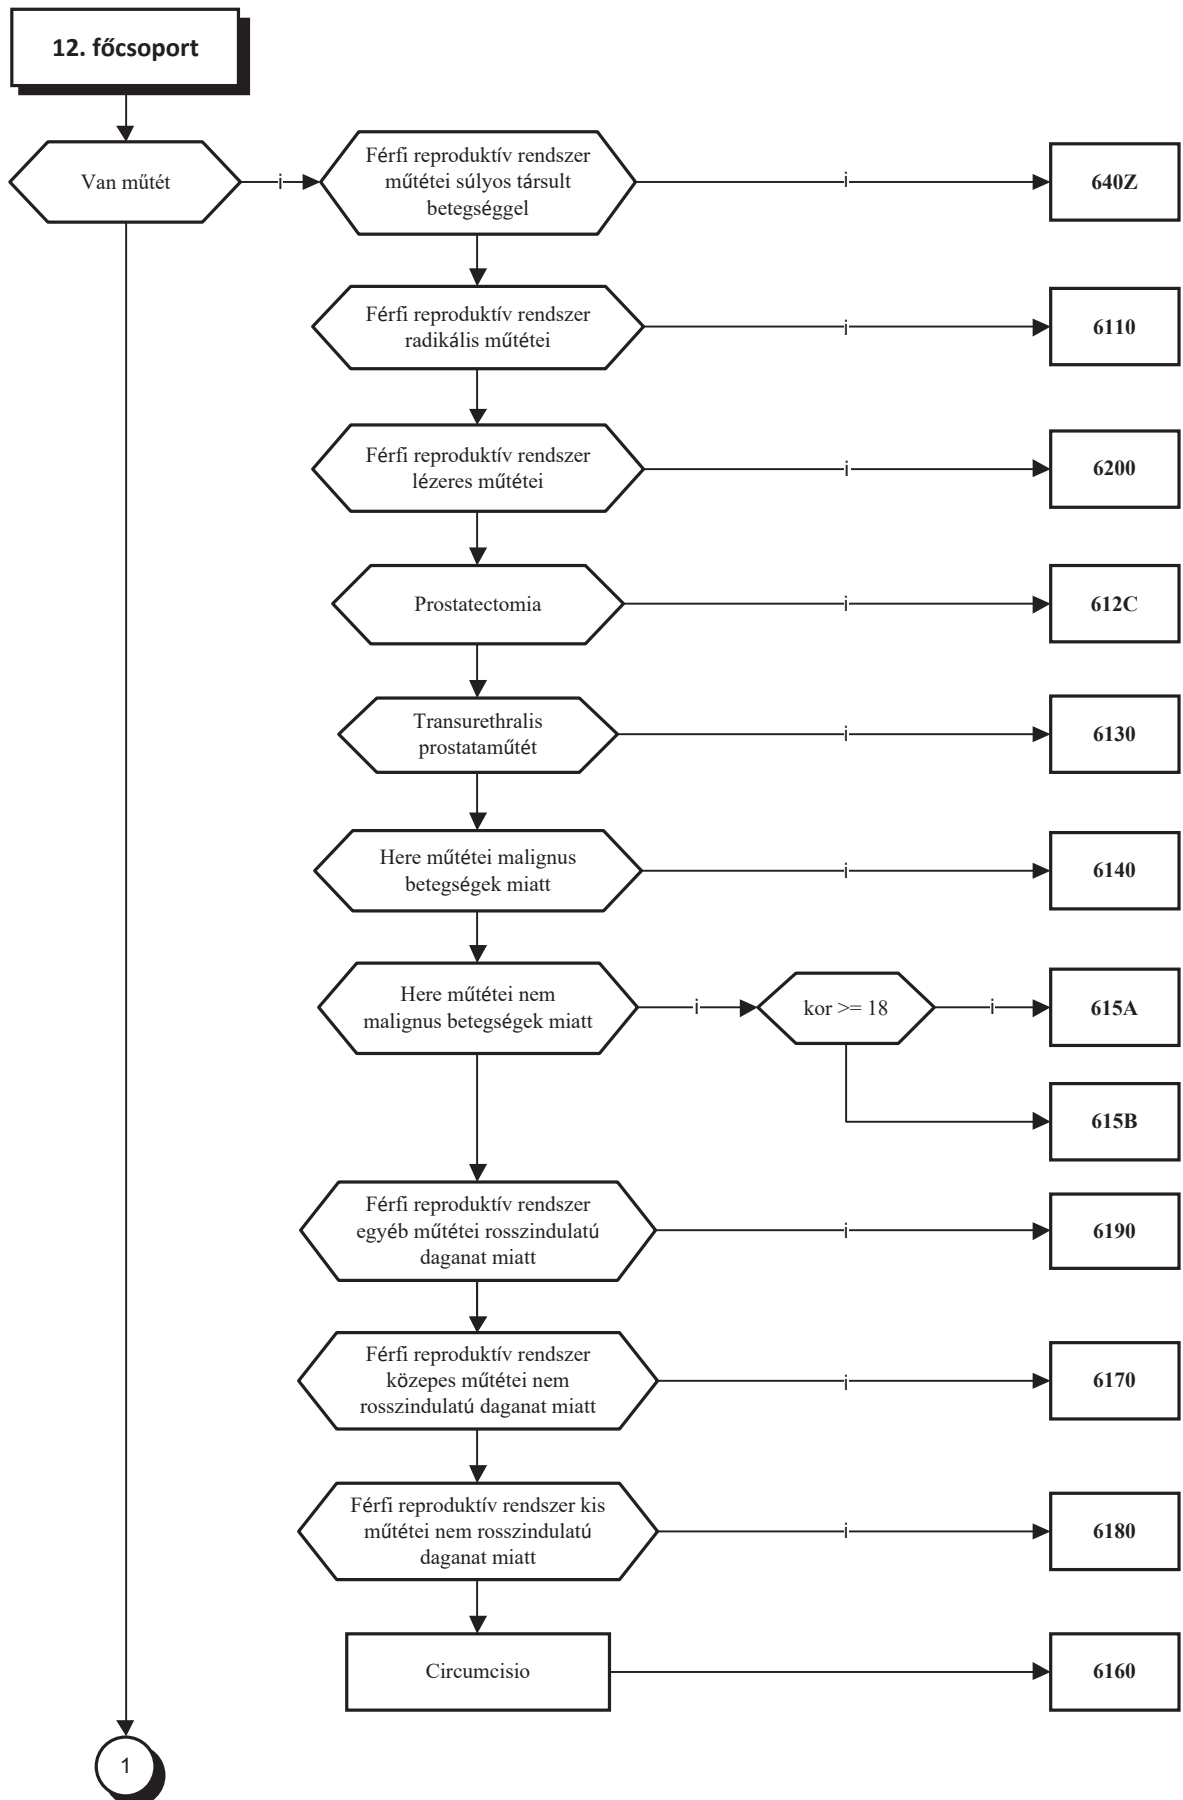 12. főcsoport
Van műtét
i
Férfi reproduktív rendszer
műtétei súlyos társult
betegséggel
i
640Z
Férfi reproduktív rendszer
radikális műtétei
i
6110
Férfi reproduktív rendszer
lézeres műtétei
i
6200
Prostatectomia
i
612C
Transurethralis
prostataműtét
i
6130
Here műtétei malignus
betegségek miatt
i
6140
Here műtétei nem
malignus betegségek miatt
i
kor >= 18
i
615A
615B
Férfi reproduktív rendszer
egyéb műtétei rosszindulatú
daganat miatt
i
6190
Férfi reproduktív rendszer
közepes műtétei nem
rosszindulatú daganat miatt
i
6170
Férfi reproduktív rendszer kis
műtétei nem rosszindulatú
daganat miatt
i
6180
Circumcisio
6160
1